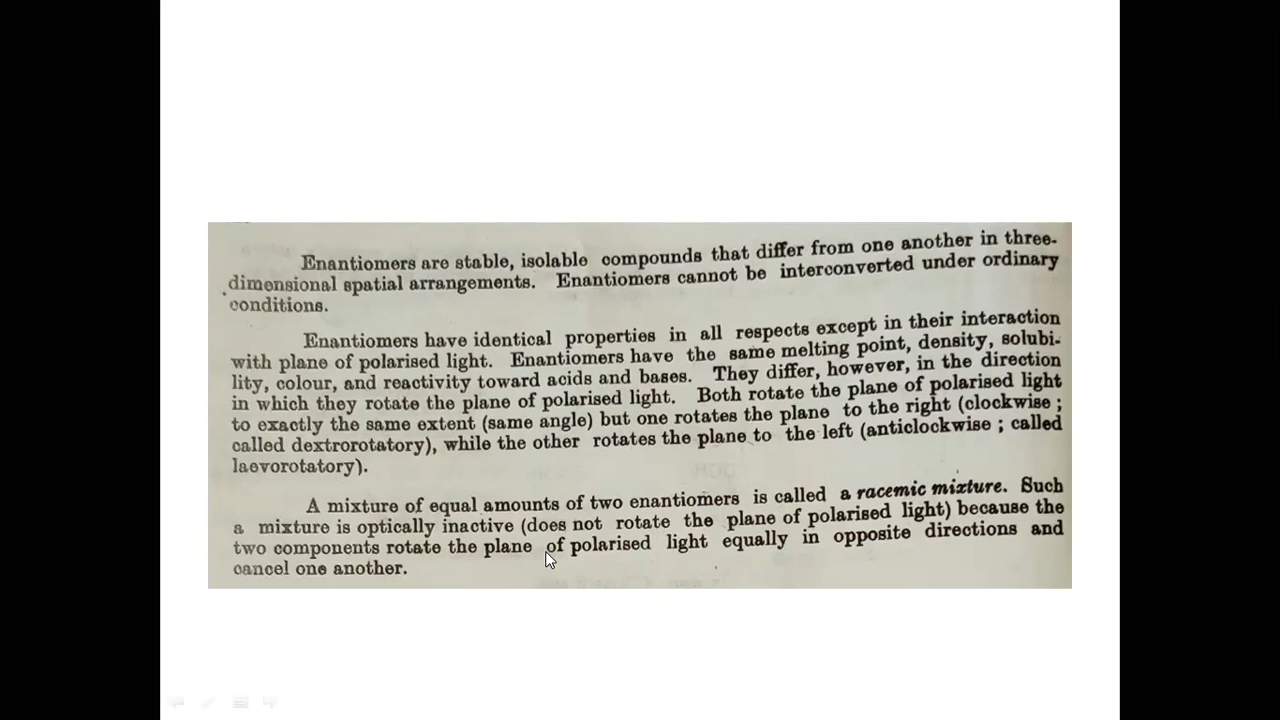 Enantiomers are stable, isolable compounds that differ from one another in three-
dimensional spatial arrangements. Enantiomers cannot be interconverted under ordinary
conditions.
Enantiomers have identical properties in all respects except in their interaction
with plane of polarised light. Enantiomers have the same melting point, density, solubi-
lity, colour, and reactivity toward acids and bases. They differ, however, in the direction
in which they rotate the plane of polarised light. Both rotate the plane of polarised light
to exactly the same extent (same angle) but one rotates the plane to the right (clockwise ;
called dextrorotatory), while the other rotates the plane to the left (anticlockwise ; called
laevorotatory).
A mixture of equal amounts of two enantiomers is called a racemic mixture. Such
a mixture is optically inactive (does not rotate the plane of polarised light) because the
two components rotate the plane of polarised light equally in opposite directions and
cancel one another.